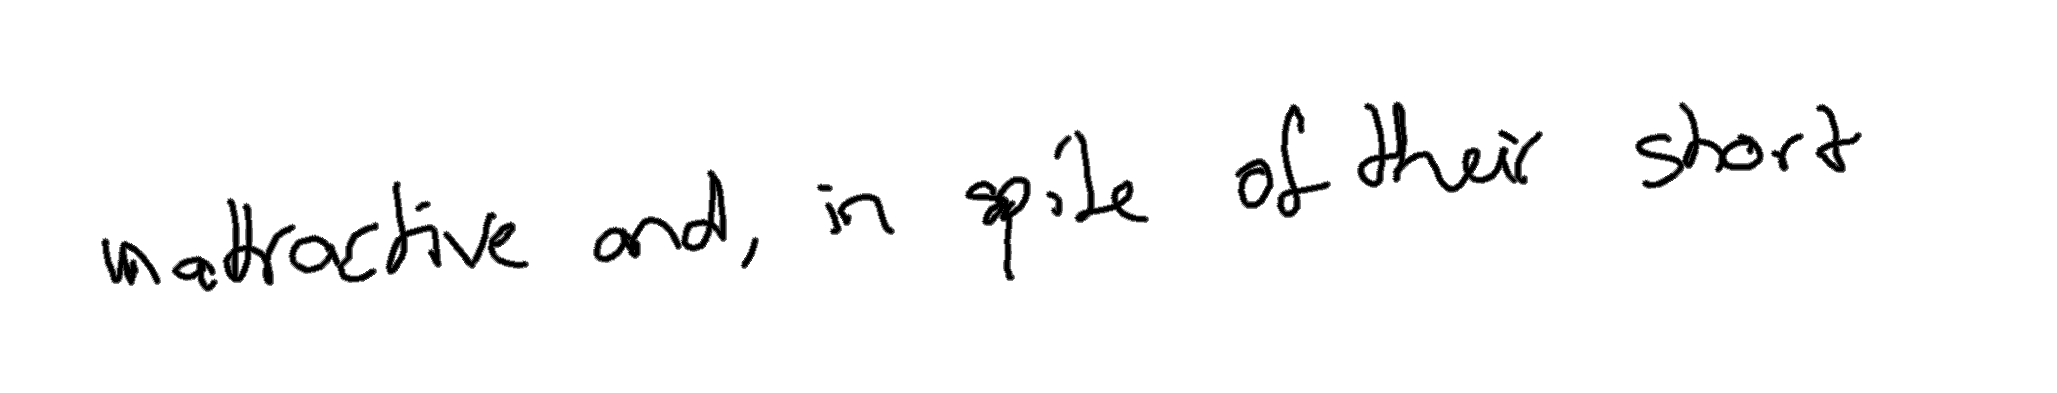 unattractive and, in spite of their short